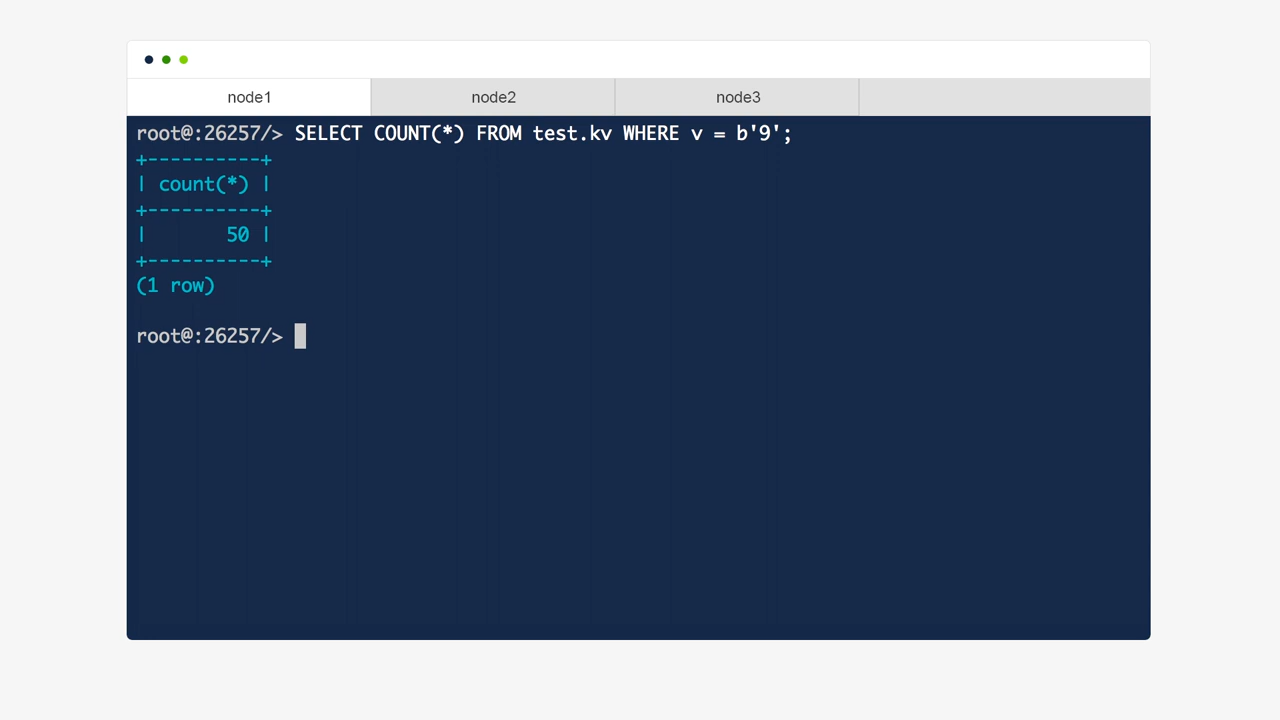 node1 node2 node3
root@:26257/> SELECT COUNT(*) FROM test.kv WHERE v = b'9';
+----------+
| count(*) |
+----------+
|       50 |
+----------+
(1 row)
root@:26257/>